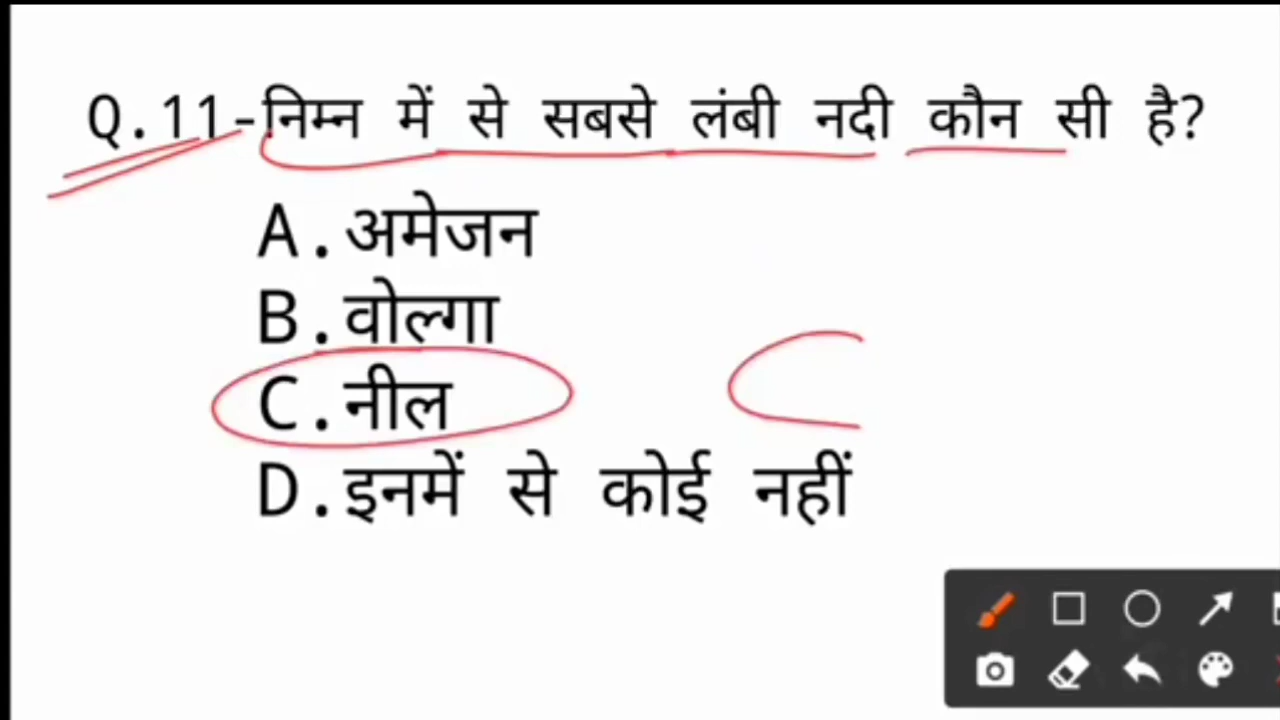 Q.11-निम्न में से सबसे लंबी नदी कौन सी है?
A.अमेजन
B.वोल्गा
C.नील
D.इनमें से कोई नहीं